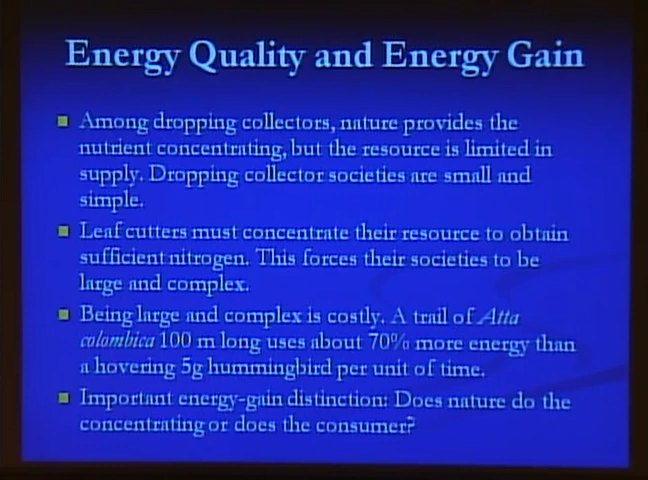 Energy Quality and Energy Gain
Among dropping collectors, nature provides the
nutrient concentrating, but the resource is limited in
supply. Dropping collector societies are small and
simple.
Leaf cutters must concentrate their resource to obtain
sufficient nitrogen. This forces their societies to be
large and complex.
Being large and complex is costly. A trail of Atta
colombica 100 m long uses about 70% more energy than
a hovering 5g hummingbird per unit of time.
Important energy-gain distinction: Does nature do the
concentrating or does the consumer?